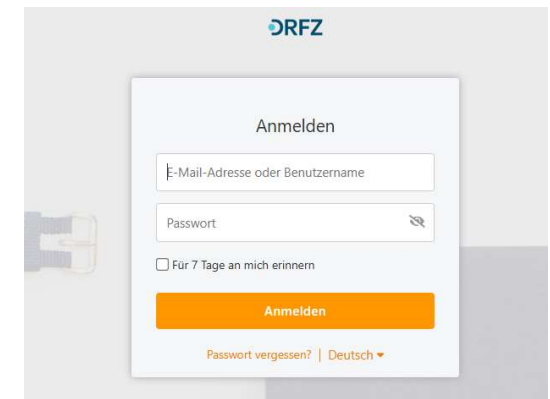 DRFZ
Anmelden
E-Mail-Adresse oder Benutzername
Passwort
Für 7 Tage an mich erinnern
Anmelden
Passwort vergessen? | Deutsch